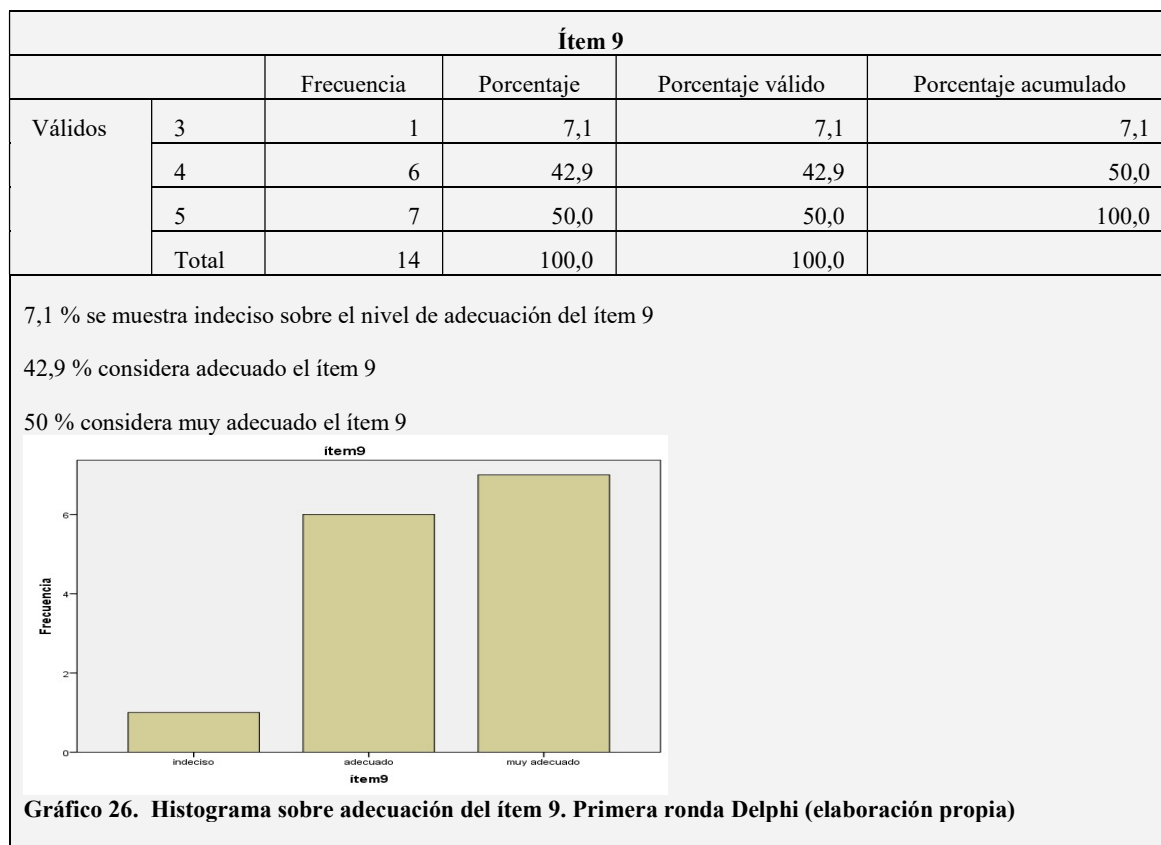 Ítem 9
Frecuencia Porcentaje Porcentaje válido Porcentaje acumulado
Válidos 3 1 7,1 7,1 7,1
4 6 42,9 42,9 50,0
5 7 50,0 50,0 100,0
Total 14 100,0 100,0
7,1 % se muestra indeciso sobre el nivel de adecuación del ítem 9
42,9 % considera adecuado el ítem 9
50 % considera muy adecuado el ítem 9
ítem9
Frecuencia
6
4
2
0
indeciso adecuado muy adecuado
ítem9
Gráfico 26. Histograma sobre adecuación del ítem 9. Primera ronda Delphi (elaboración propia)